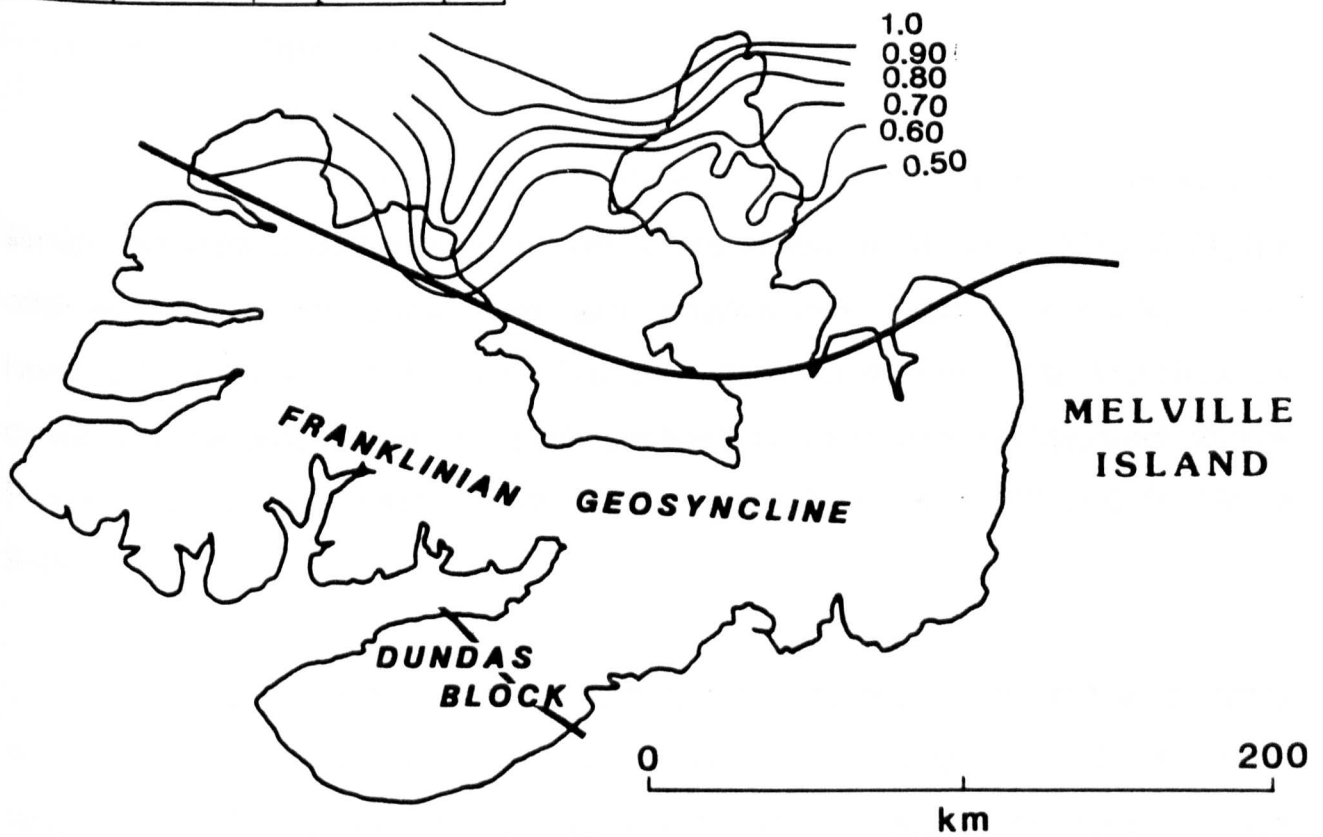 1.0
0.90
0.80
0.70
0.60
0.50
MELVILLE
ISLAND
FRANKLINIAN GEOSYNCLINE
DUNDAS
BLOCK
0 200
km